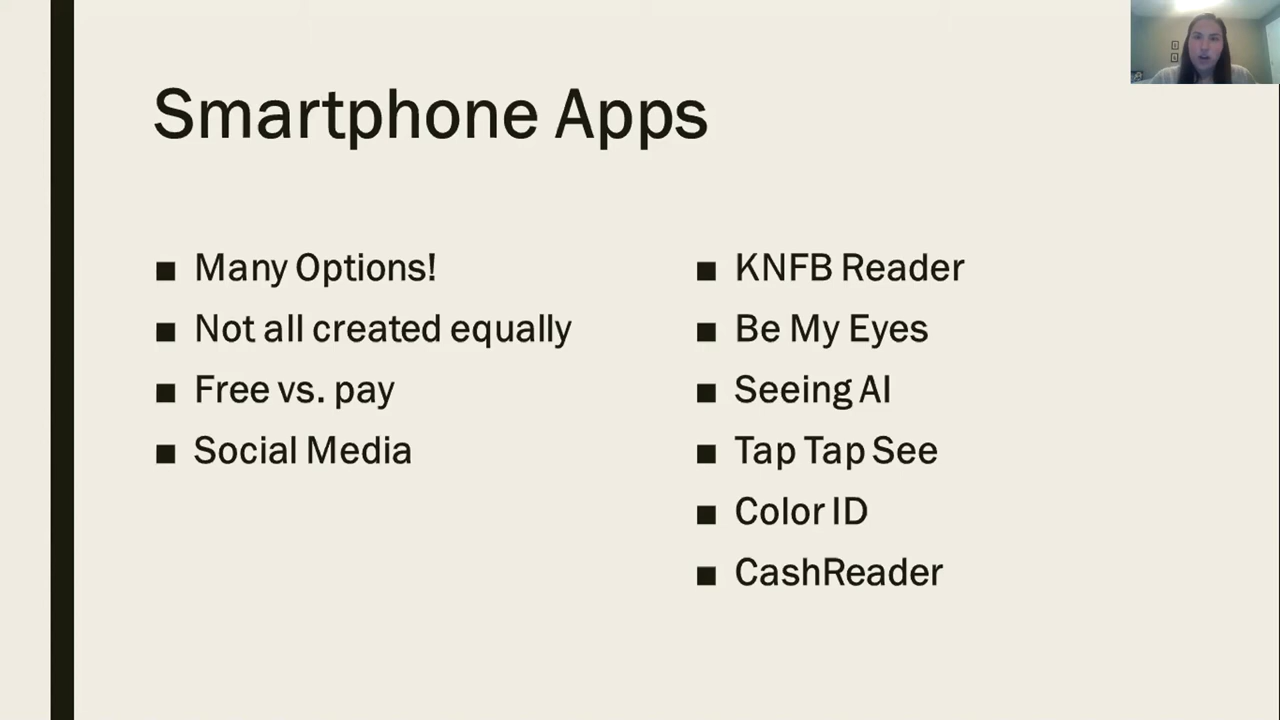 Smartphone Apps
Many Options!
Not all created equally
Free vs. pay
Social Media
KNFB Reader
Be My Eyes
Seeing AI
Tap Tap See
Color ID
CashReader